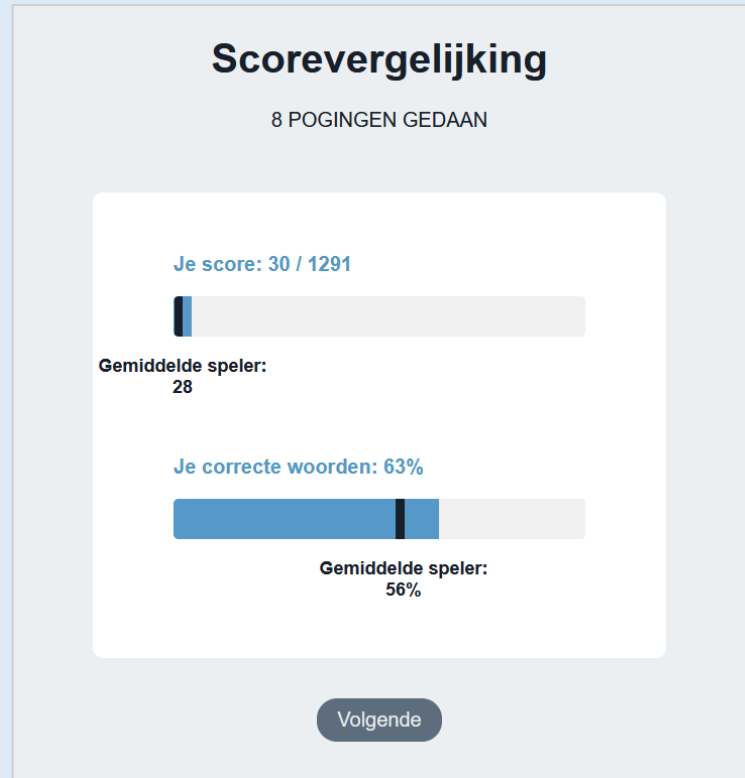 Scorevergelijking
8 POGINGEN GEDAAN
Je score: 30 / 1291
Gemiddelde speler:
28
Je correcte woorden: 63%
Gemiddelde speler:
56%
Volgende